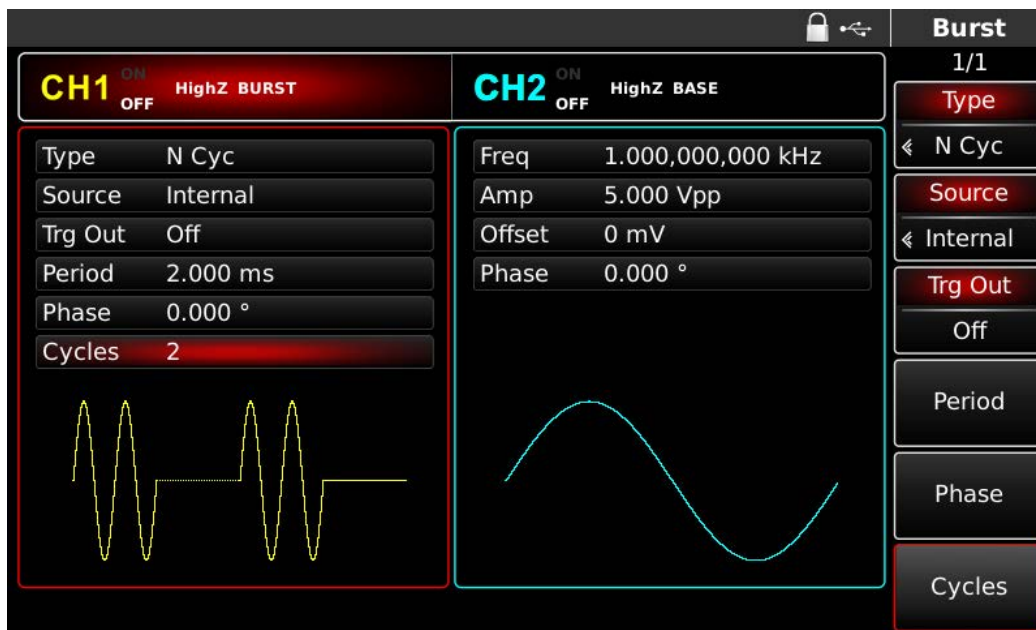 Burst
1/1
CH1 ON OFF HighZ BURST
CH2 ON OFF HighZ BASE
Type N Cyc
Source Internal
Trg Out Off
Period 2.000 ms
Phase 0.000 °
Cycles 2
Freq 1.000,000,000 kHz
Amp 5.000 Vpp
Offset 0 mV
Phase 0.000 °
Type
N Cyc
Source
Internal
Trg Out
Off
Period
Phase
Cycles